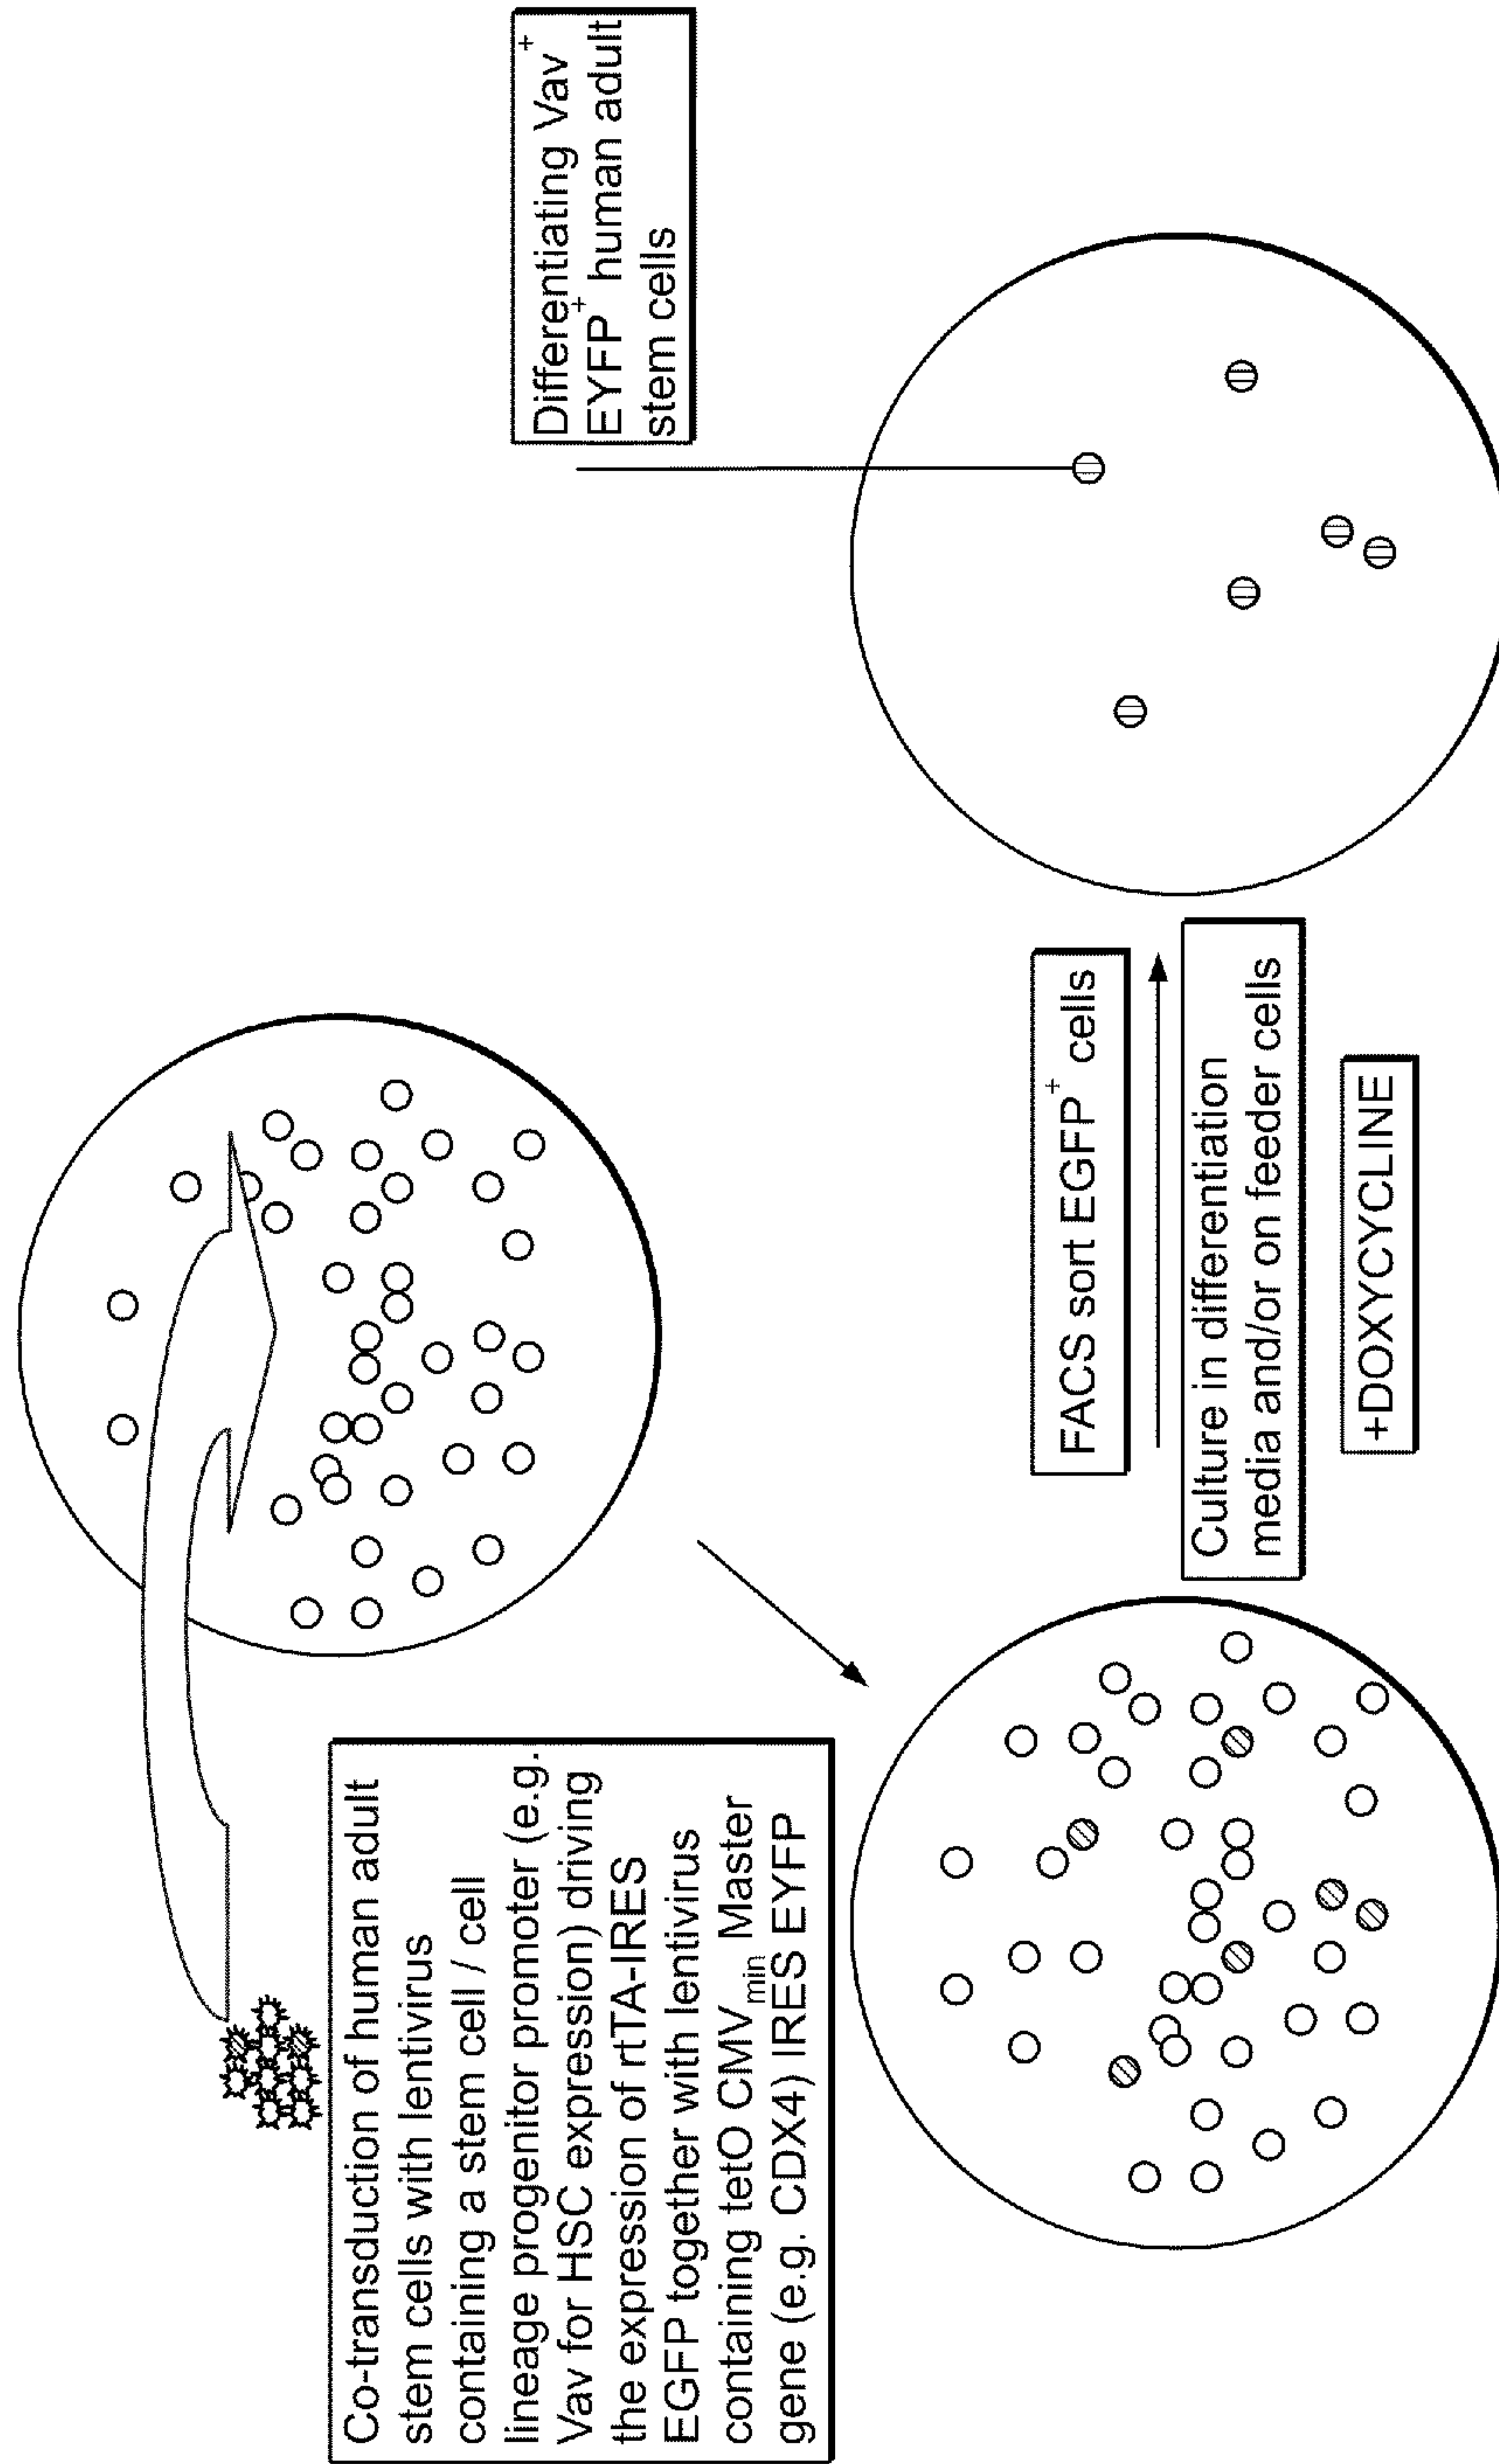 Co-transduction of human adult
stem cells with lentivirus
containing a stem cell / cell
lineage progenitor promoter (e.g.
Vav for HSC expression) driving
the expression of rtTA-IRES
EGFP together with lentivirus
containing tetO CMVmin Master
gene (e.g. CDX4) IRES EYFP
FACS sort EGFP+ cells
Culture in differentiation
media and/or on feeder cells
+DOXYCYCLINE
Differentiating Vav+
EYFP+ human adult
stem cells